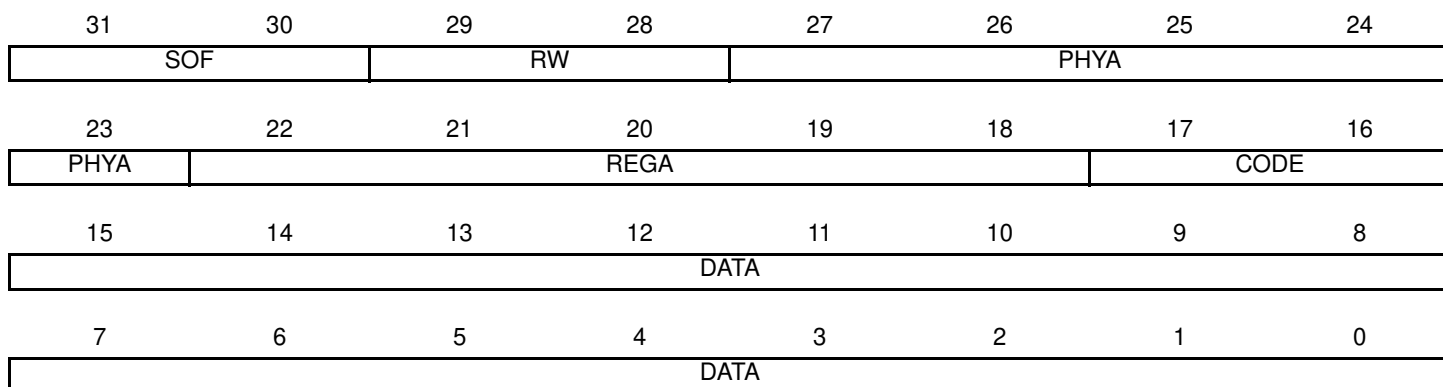 31 30 29 28 27 26 25 24
SOF RW PHYA
23 22 21 20 19 18 17 16
PHYA REGA CODE
15 14 13 12 11 10 9 8
DATA
7 6 5 4 3 2 1 0
DATA